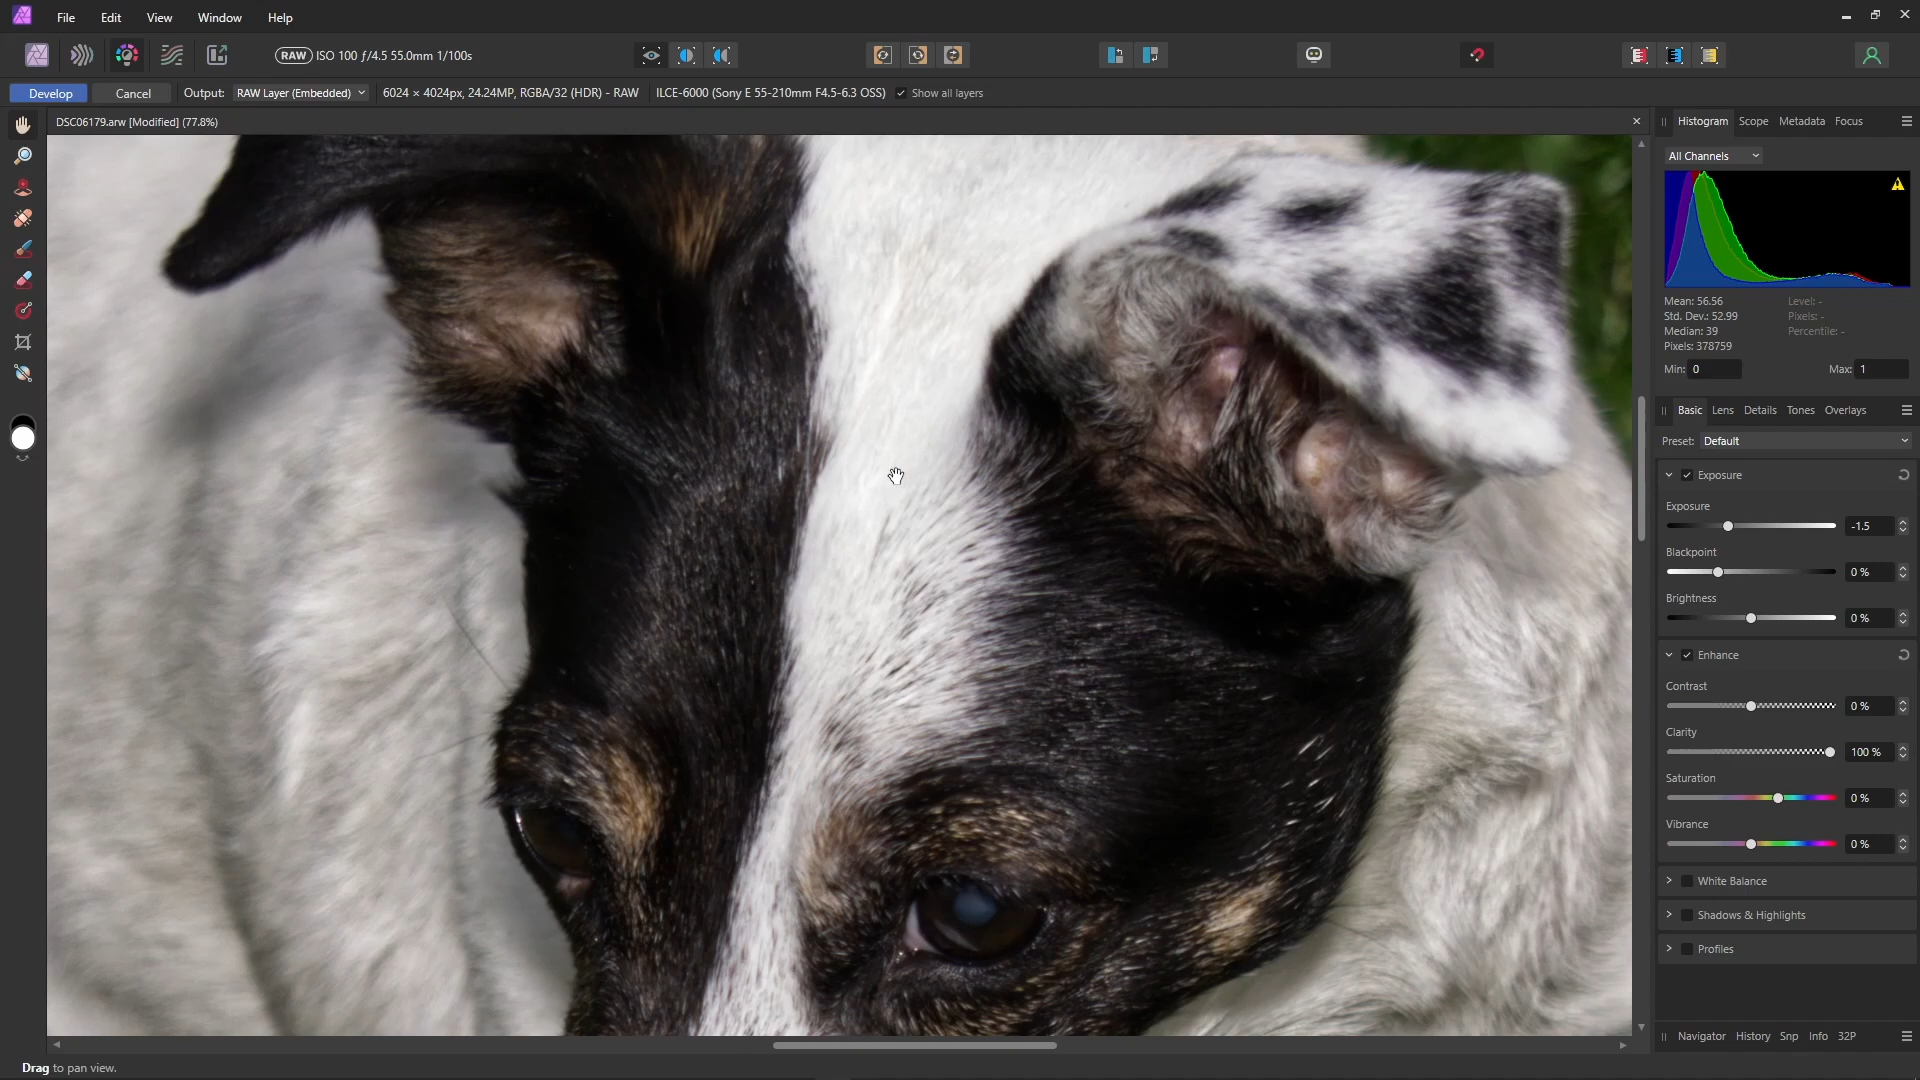 File Edit View Window Help
RAW ISO 100 ƒ/4.5 55.0mm 1/100s
Develop Cancel Output: RAW Layer (Embedded) 6024 × 4024px, 24.24MP, RGBA/32 (HDR) - RAW ILCE-6000 (Sony E 55-210mm F4.5-6.3 OSS) Show all layers
DSC06179.arw [Modified] (77.8%)
Histogram Scope Metadata Focus
All Channels
Mean: 56.56 Level: -
Std. Dev.: 52.99 Pixels: -
Median: 39 Percentile: -
Pixels: 378759
Min: 0 Max: 1
Basic Lens Details Tones Overlays
Preset: Default
Exposure
Exposure
-1.5
Blackpoint
0 %
Brightness
0 %
Enhance
Contrast
0 %
Clarity
100 %
Saturation
0 %
Vibrance
0 %
White Balance
Shadows & Highlights
Profiles
Navigator History Snp Info 32P
Drag to pan view.